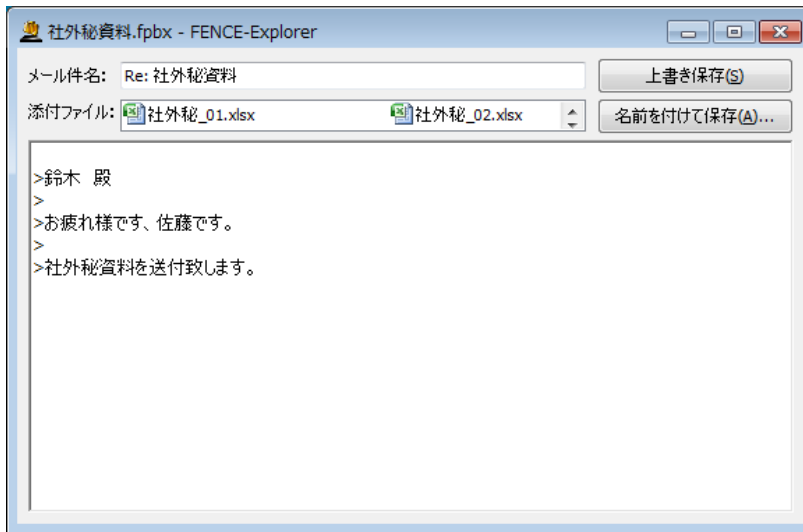 社外秘資料.fpbx - FENCE-Explorer
メール件名: Re: 社外秘資料 上書き保存(S)
添付ファイル: 社外秘_01.xlsx 社外秘_02.xlsx 名前を付けて保存(A)...
>鈴木 殿
>
>お疲れ様です、佐藤です。
>
>社外秘資料を送付致します。